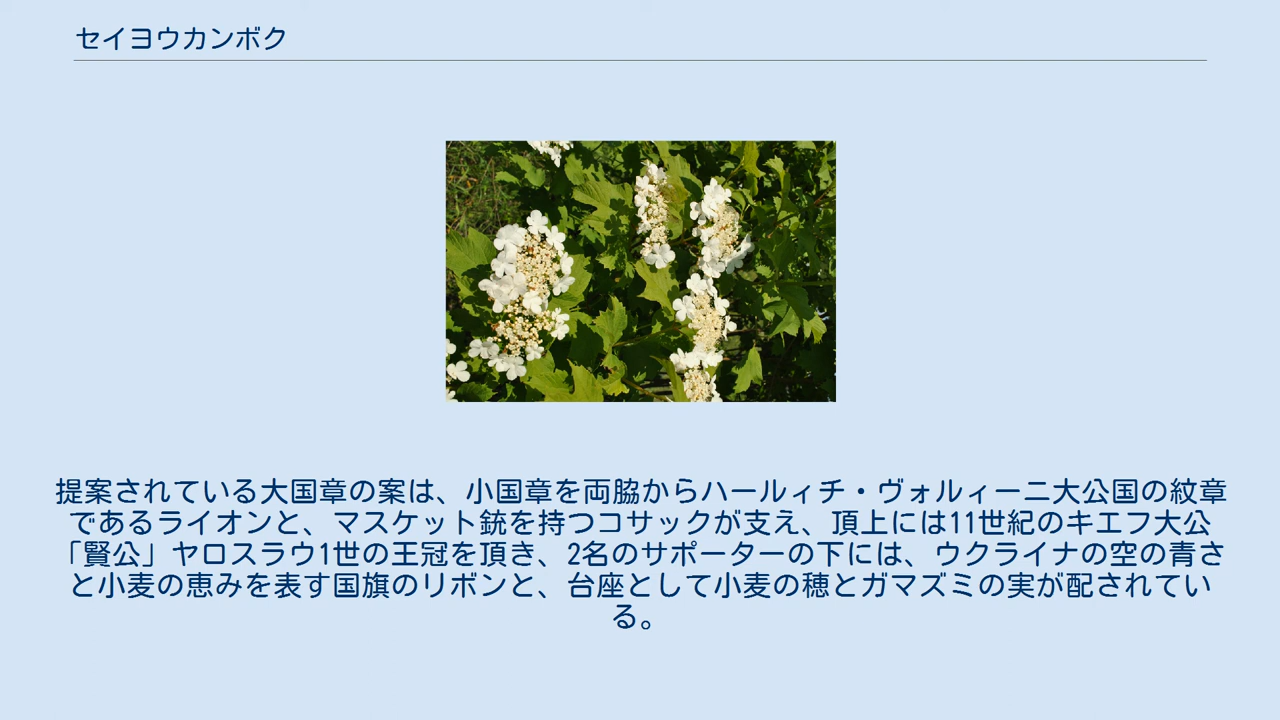 セイヨウカンボク
提案されている大国章の案は、小国章を両脇からハールィチ・ヴォルィーニ大公国の紋章
であるライオンと、マスケット銃を持つコサックが支え、頂上には11世紀のキエフ大公
「賢公」ヤロスラウ1世の王冠を頂き、2名のサポーターの下には、ウクライナの空の青さ
と小麦の恵みを表す国旗のリボンと、台座として小麦の穂とガマズミの実が配されてい
る。